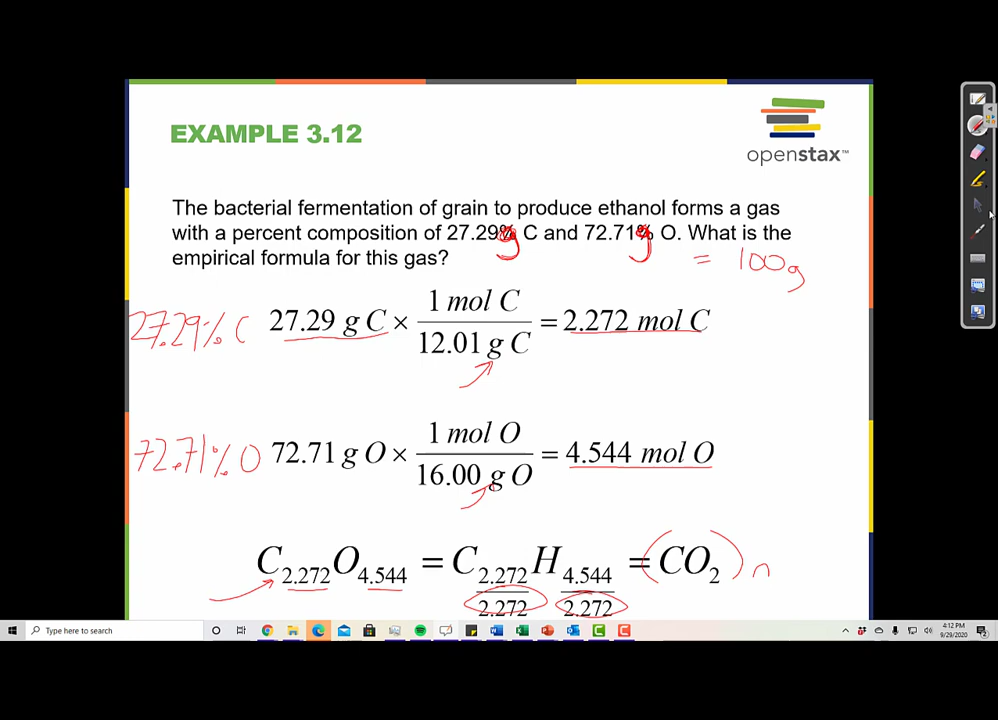 EXAMPLE 3.12
openstax™
The bacterial fermentation of grain to produce ethanol forms a gas
with a percent composition of 27.29% g C and 72.71% g O. What is the
empirical formula for this gas?
= 100g
27.29% C 27.29 g C × 1 mol C / 12.01 g C = 2.272 mol C
72.71% O 72.71 g O × 1 mol O / 16.00 g O = 4.544 mol O
C2.272O4.544 = C2.272/2.272 H4.544/2.272 = (CO2)n
Type here to search
4:12 PM
9/29/2020